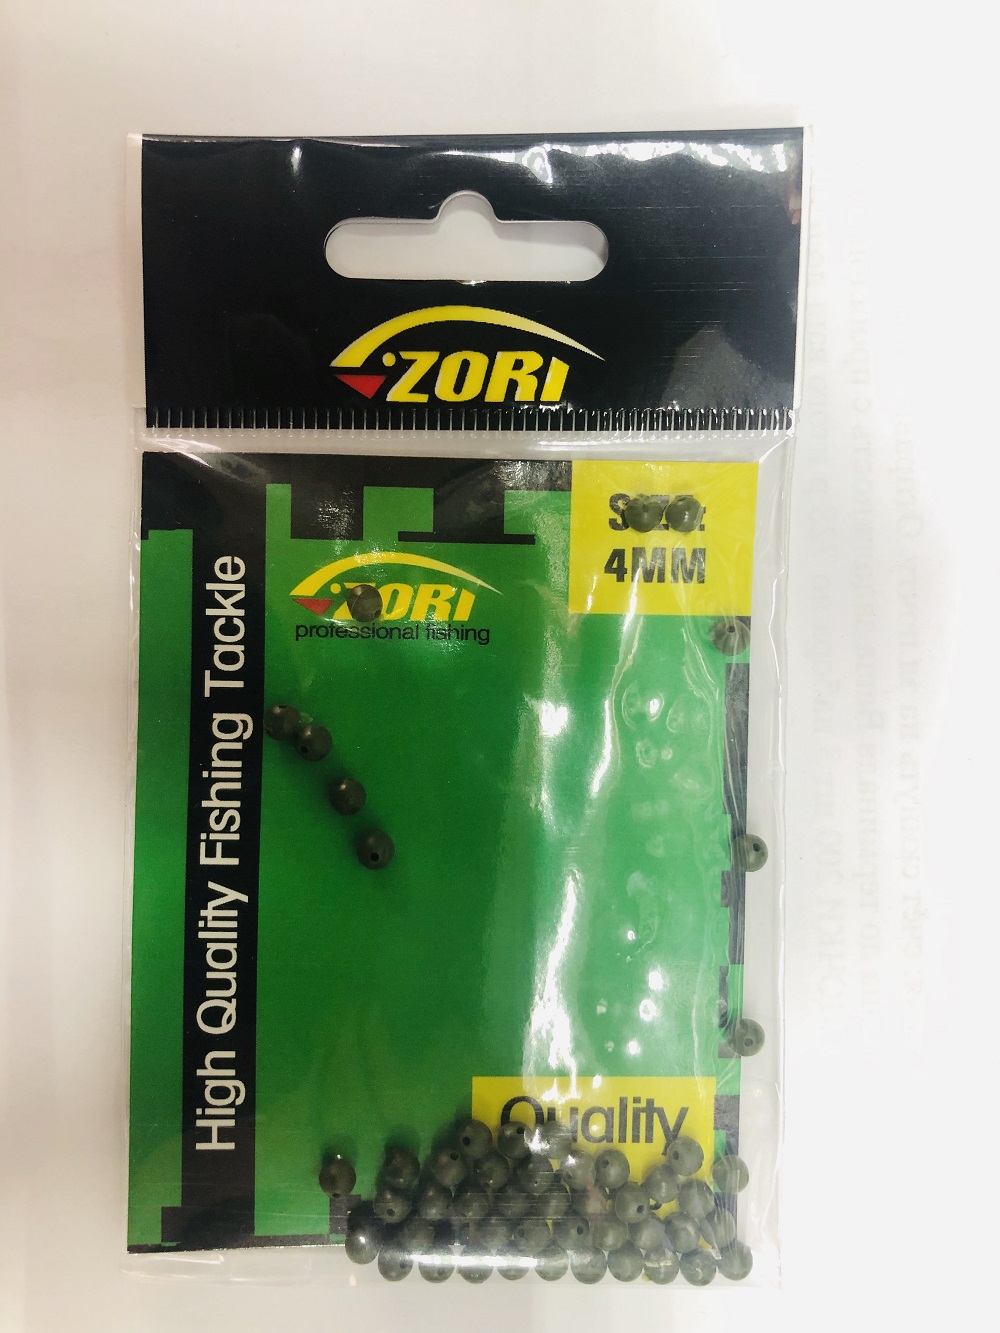 ZORI
SIZE:
4MM
ZORI
professional fishing
High Quality Fishing Tackle
Quality